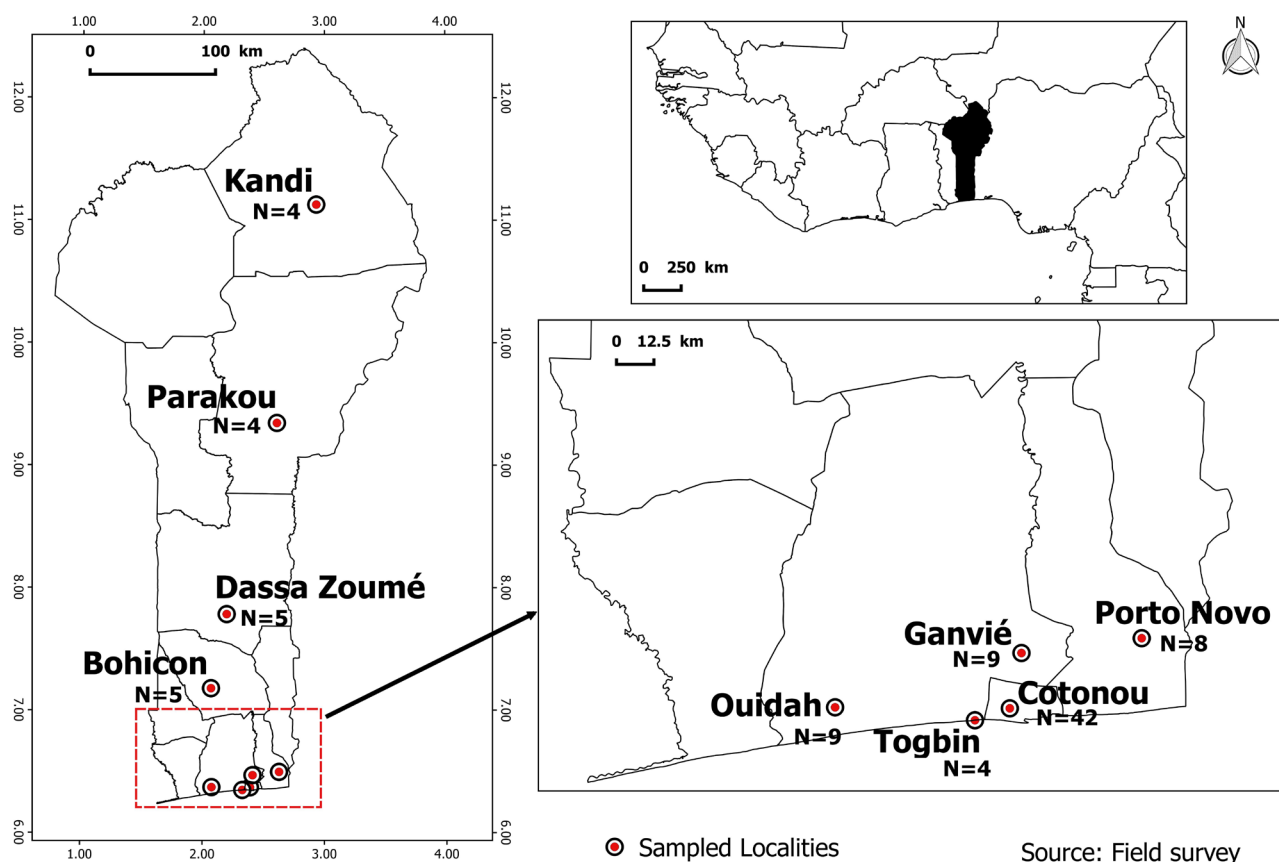 1.00 2.00 3.00 4.00
0 100 km
12.00 12.00
Kandi
N=4
11.00 11.00
10.00 10.00
Parakou
N=4
9.00 9.00
8.00 8.00
Dassa Zoumé
N=5
Bohicon
N=5
7.00 7.00
6.00 6.00
1.00 2.00 3.00 4.00
N
0 250 km
0 12.5 km
Porto Novo
N=8
Ganvié
N=9
Cotonou
N=42
Ouidah
N=9
Togbin
N=4
Sampled Localities
Source: Field survey